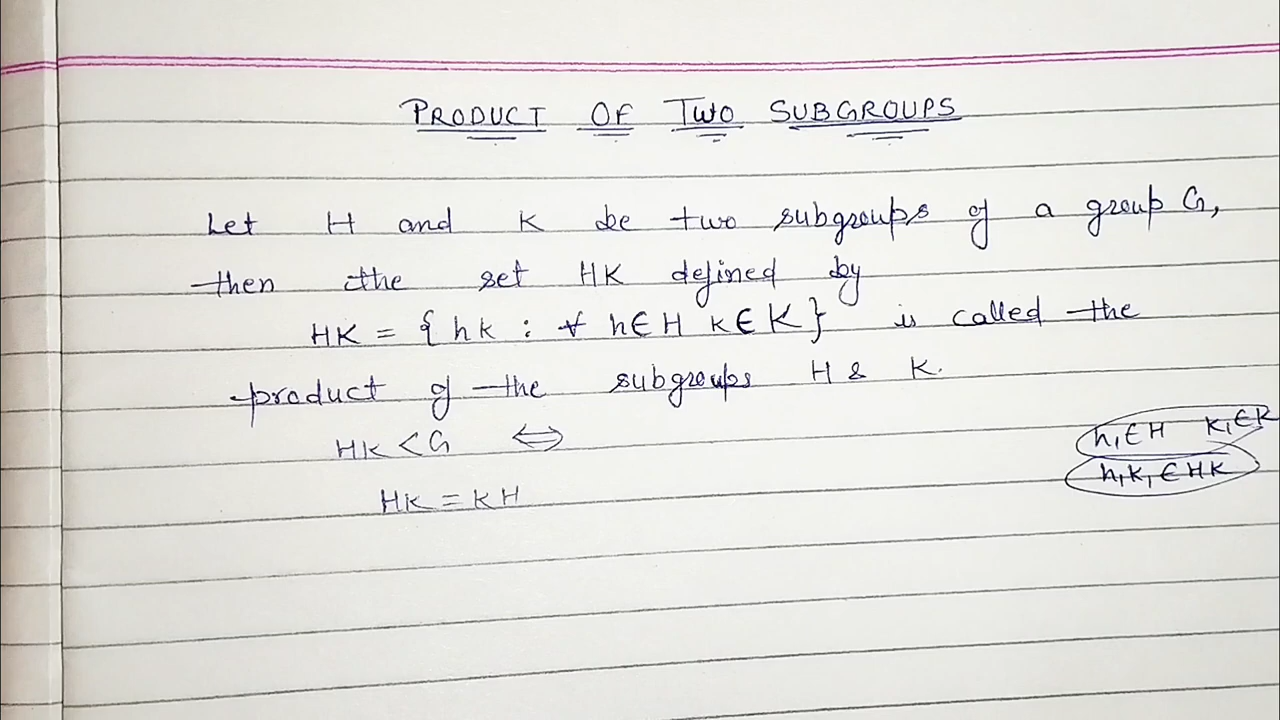 PRODUCT OF TWO SUBGROUPS
Let H and K be two subgroups of a group G,
then the set HK defined by
HK = { hk : ∀ h∈H k∈K } is called the
product of the subgroups H & K.
HK < G ⇔
h₁∈H k₁∈K
h₁k₁∈HK
HK = KH